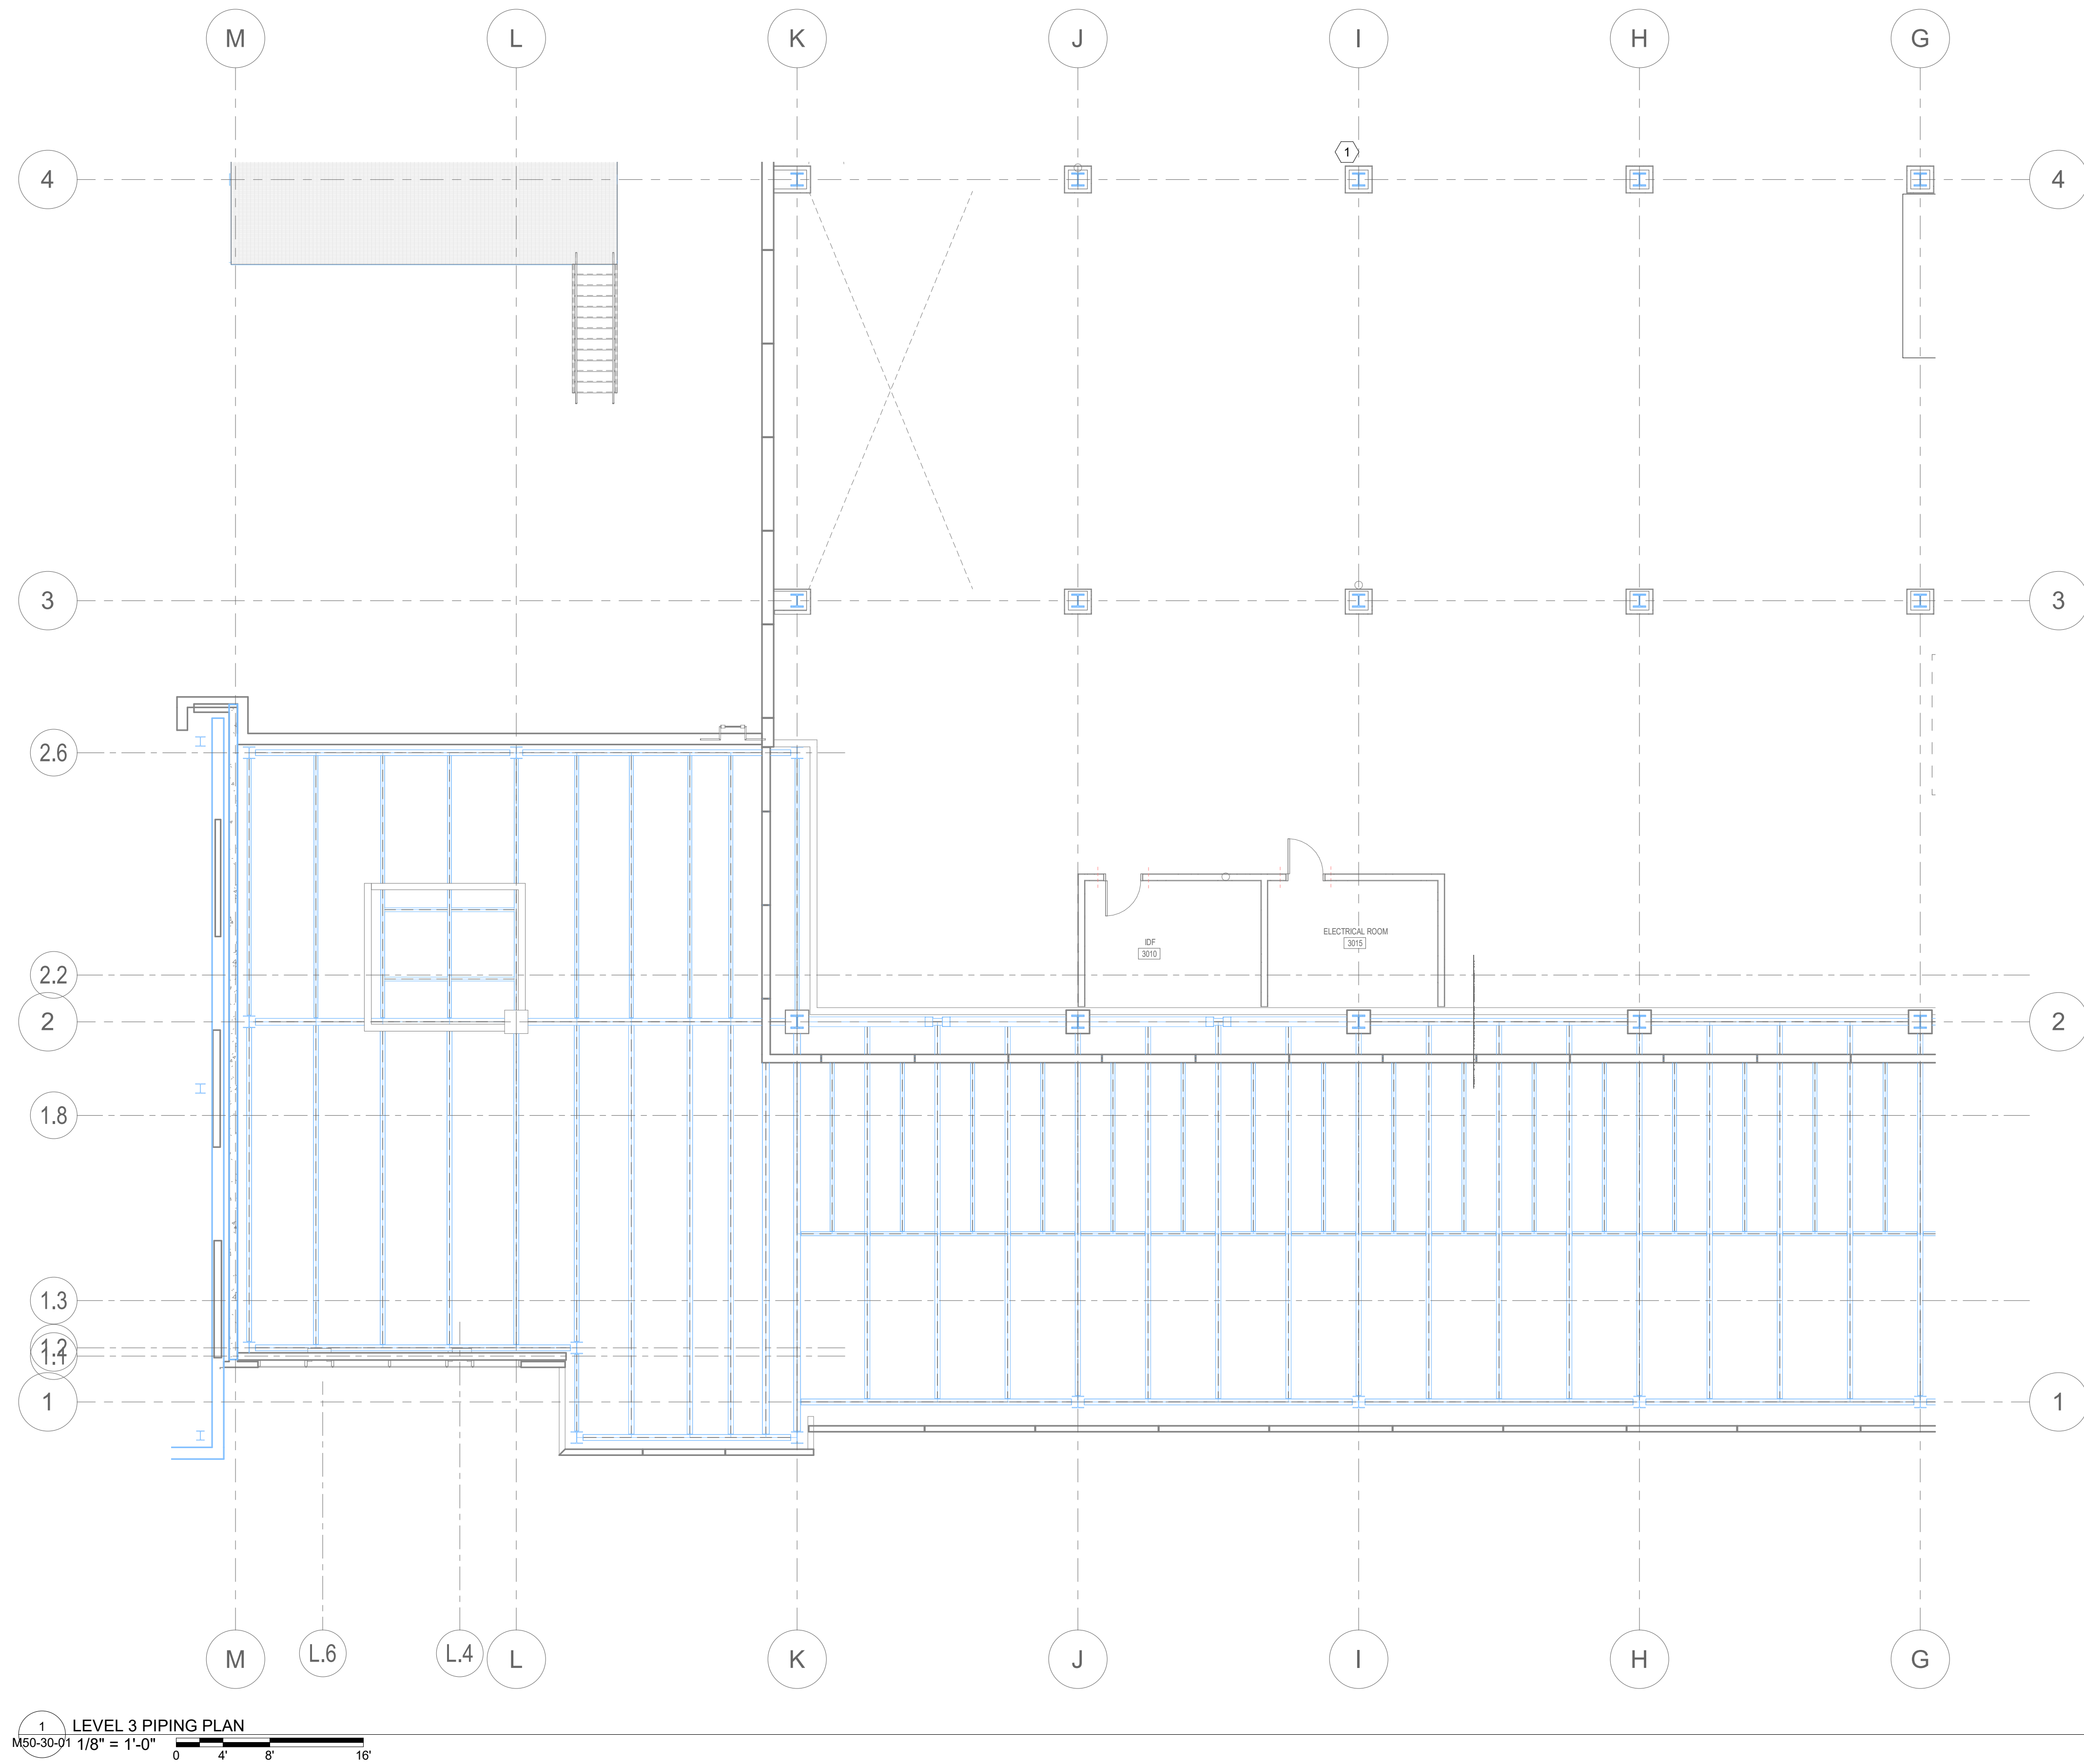 M L K J I H G
4 1 4
3 3
2.6
IDF
3010
ELECTRICAL ROOM
3015
2.2
2 2
1.8
1.3
1.2
1.1
1 1
M L.6 L.4 L K J I H G
1 LEVEL 3 PIPING PLAN
M50-30-01 1/8" = 1'-0"
0 4' 8' 16'